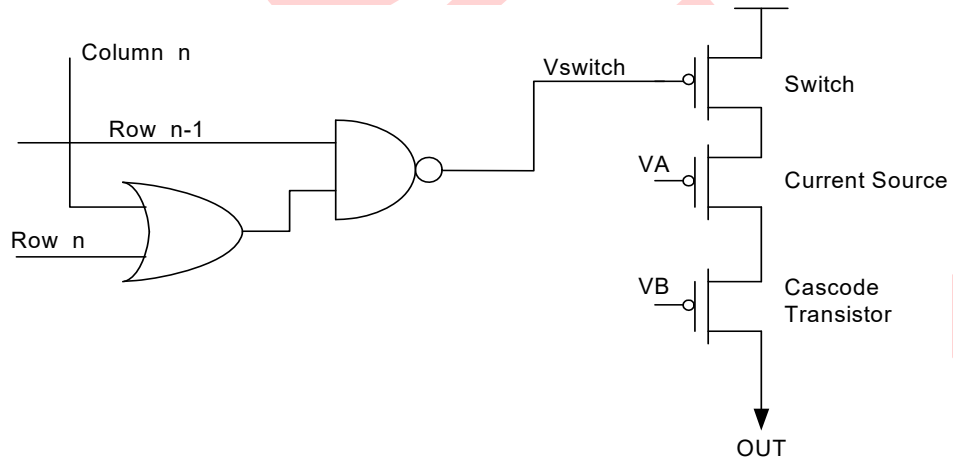 Column n
Vswitch
Switch
Row n-1
VA
Current Source
Row n
VB
Cascode
Transistor
OUT